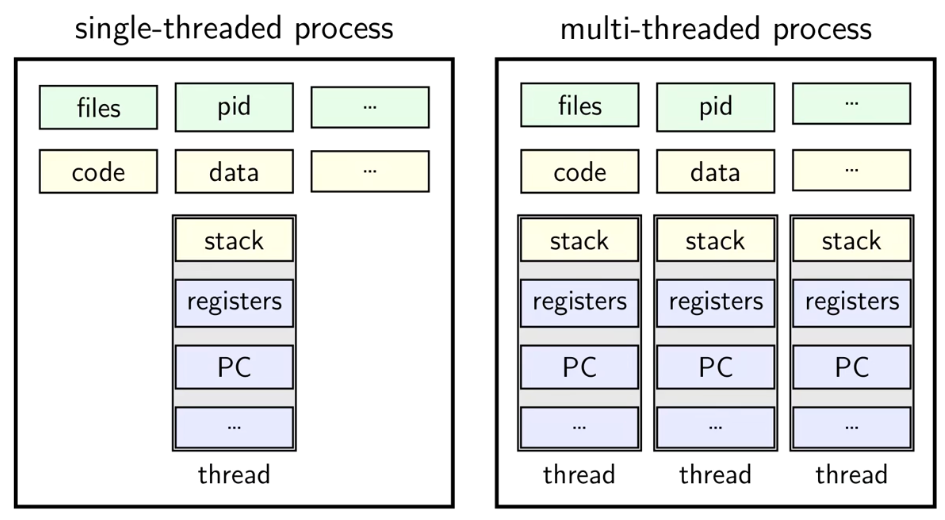 single-threaded process
files pid ...
code data ...
stack
registers
PC
...
thread
multi-threaded process
files pid ...
code data ...
stack stack stack
registers registers registers
PC PC PC
... ... ...
thread thread thread